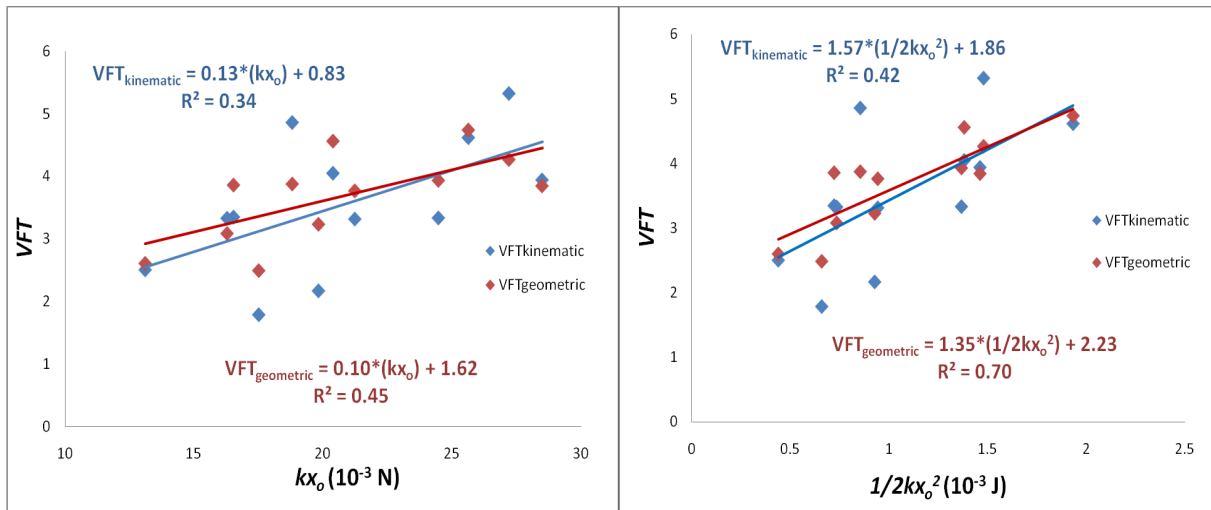 VFTkinematic = 0.13*(kxo) + 0.83
R² = 0.34
VFT
6
5
4
3
2
1
0
VFTkinematic
VFTgeometric
VFTgeometric = 0.10*(kxo) + 1.62
R² = 0.45
10 15 20 25 30
kxo (10⁻³ N)
VFTkinematic = 1.57*(1/2kxo²) + 1.86
R² = 0.42
VFT
6
5
4
3
2
1
0
VFTkinematic
VFTgeometric
VFTgeometric = 1.35*(1/2kxo²) + 2.23
R² = 0.70
0 0.5 1 1.5 2 2.5
1/2kxo² (10⁻³ J)